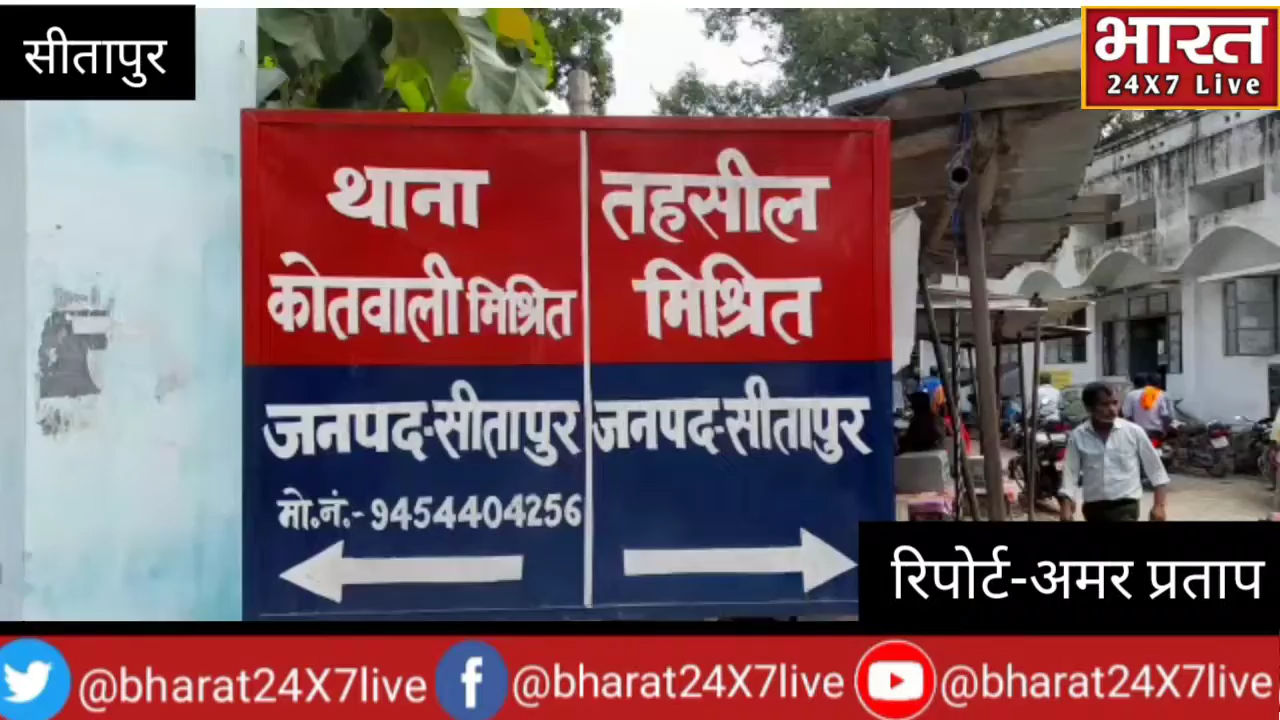 सीतापुर
भारत
24X7 Live
थाना
कोतवाली मिश्रित
जनपद-सीतापुर
मो.नं.- 9454404256
तहसील
मिश्रित
जनपद-सीतापुर
रिपोर्ट-अमर प्रताप
@bharat24X7live
@bharat24X7live
@bharat24X7live